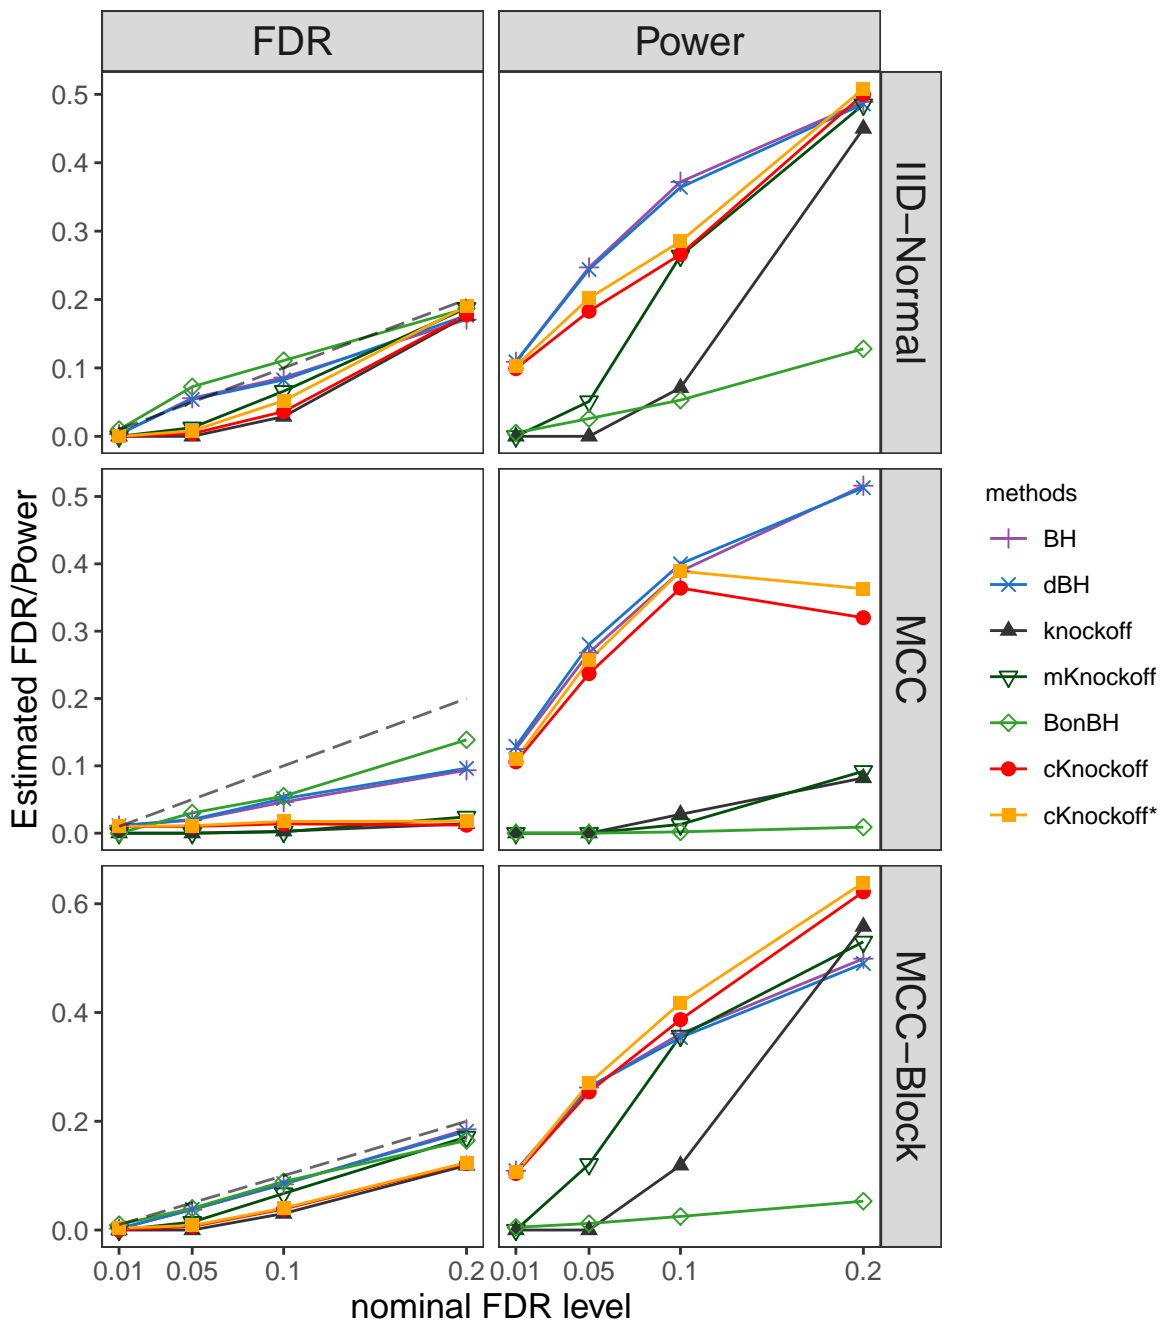 FDR
Power
0.5
0.4
0.3
0.2
0.1
0.0
IID−Normal
0.5
0.4
0.3
0.2
0.1
0.0
MCC
0.6
0.4
0.2
0.0
MCC−Block
Estimated FDR/Power
0.01 0.05 0.1 0.2 0.01 0.05 0.1 0.2
nominal FDR level
methods
BH
dBH
knockoff
mKnockoff
BonBH
cKnockoff
cKnockoff*